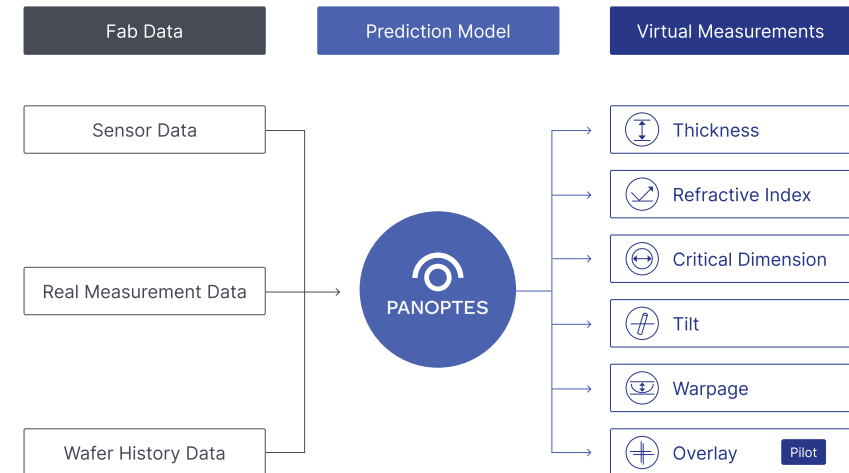 Fab Data
Prediction Model
Virtual Measurements
Sensor Data
Real Measurement Data
Wafer History Data
PANOPTES
Thickness
Refractive Index
Critical Dimension
Tilt
Warpage
Overlay Pilot